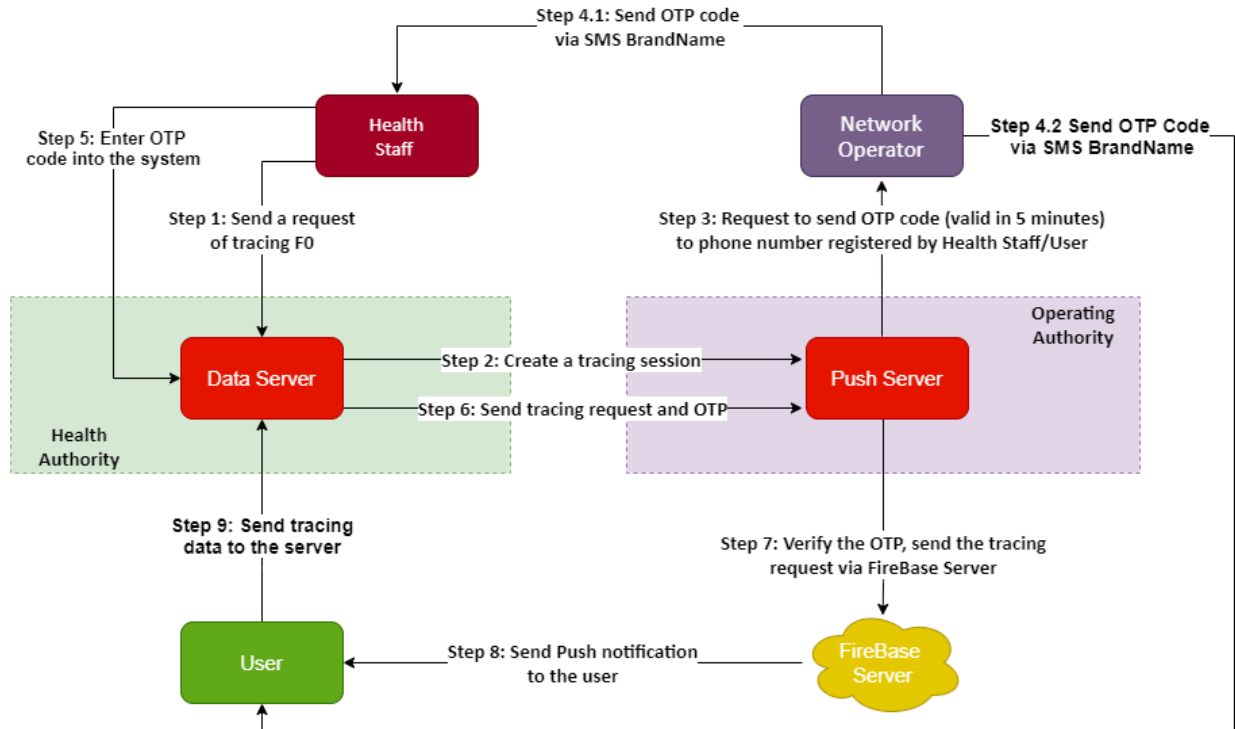 Step 4.1: Send OTP code
via SMS BrandName
Health
Staff
Network
Operator
Step 4.2 Send OTP Code
via SMS BrandName
Step 5: Enter OTP
code into the system
Step 1: Send a request
of tracing F0
Step 3: Request to send OTP code (valid in 5 minutes)
to phone number registered by Health Staff/User
Operating
Authority
Data Server
Step 2: Create a tracing session
Push Server
Step 6: Send tracing request and OTP
Health
Authority
Step 9: Send tracing
data to the server
Step 7: Verify the OTP, send the tracing
request via FireBase Server
User
Step 8: Send Push notification
to the user
FireBase
Server